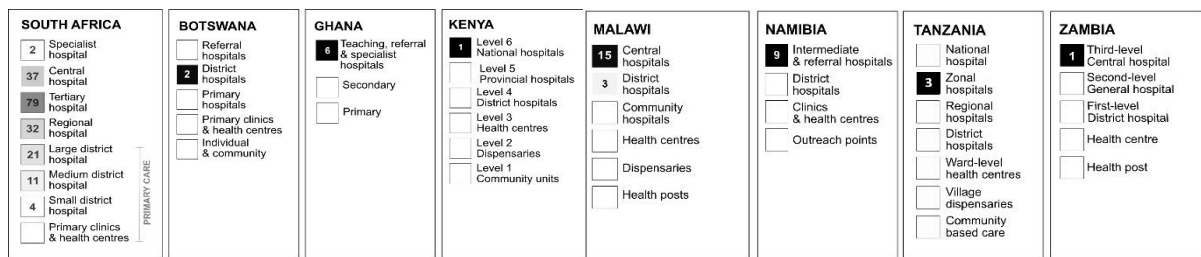 SOUTH AFRICA
2 Specialist
hospital
37 Central
hospital
79 Tertiary
hospital
32 Regional
hospital
21 Large district
hospital
11 Medium district
hospital
4 Small district
hospital
Primary clinics
& health centres
PRIMARY CARE
BOTSWANA
Referral
hospitals
2 District
hospitals
Primary
hospitals
Primary clinics
& health centres
Individual
& community
GHANA
6 Teaching, referral
& specialist
hospitals
Secondary
Primary
KENYA
1 Level 6
National hospitals
Level 5
Provincial hospitals
Level 4
District hospitals
Level 3
Health centres
Level 2
Dispensaries
Level 1
Community units
MALAWI
15 Central
hospitals
3 District
hospitals
Community
hospitals
Health centres
Dispensaries
Health posts
NAMIBIA
9 Intermediate
& referral hospitals
District
hospitals
Clinics
& health centres
Outreach points
TANZANIA
National
hospital
3 Zonal
hospitals
Regional
hospitals
District
hospitals
Ward-level
health centres
Village
dispensaries
Community
based care
ZAMBIA
1 Third-level
Central hospital
Second-level
General hospital
First-level
District hospital
Health centre
Health post